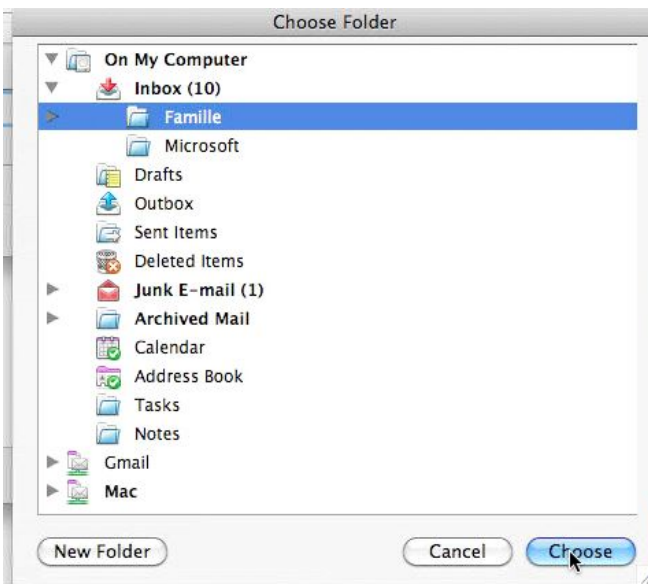 Choose Folder
On My Computer
Inbox (10)
Famille
Microsoft
Drafts
Outbox
Sent Items
Deleted Items
Junk E-mail (1)
Archived Mail
Calendar
Address Book
Tasks
Notes
Gmail
Mac
New Folder Cancel Choose